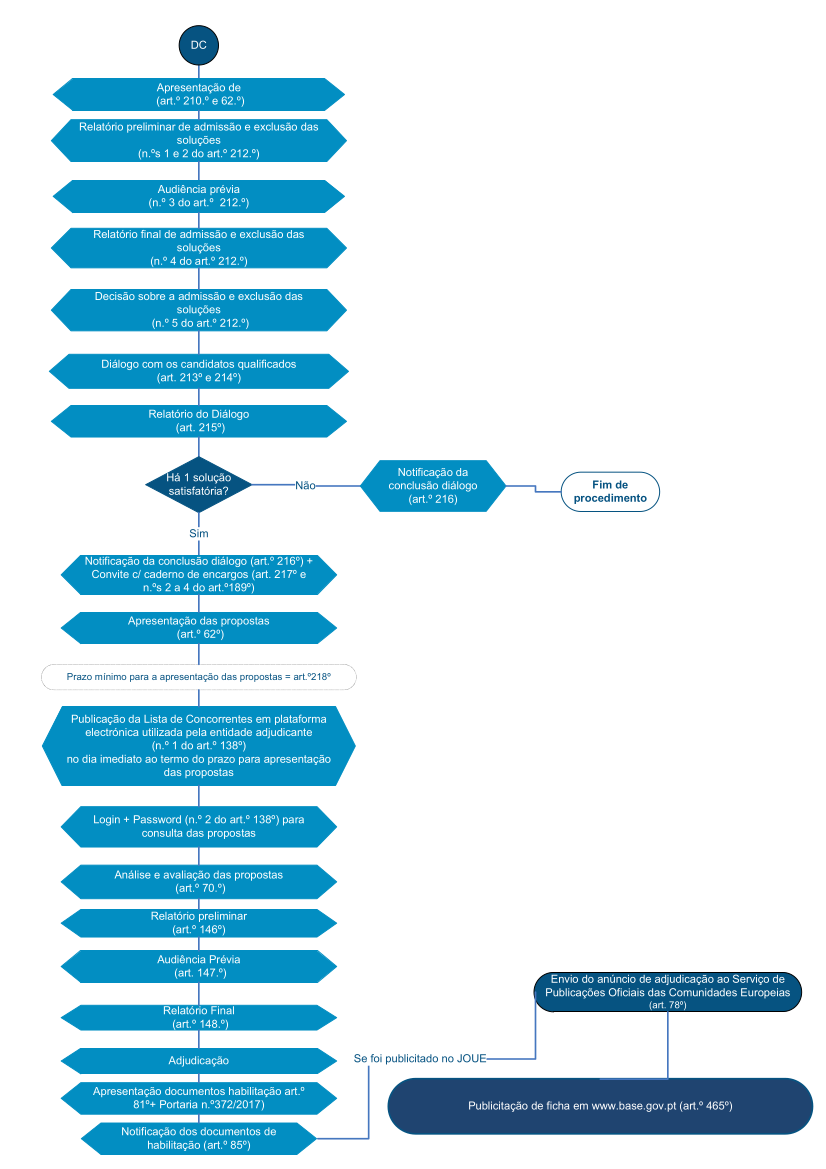 DC
Apresentação de
(art.º 210.º e 62.º)
Relatório preliminar de admissão e exclusão das
soluções
(n.ºs 1 e 2 do art.º 212.º)
Audiência prévia
(n.º 3 do art.º 212.º)
Relatório final de admissão e exclusão das
soluções
(n.º 4 do art.º 212.º)
Decisão sobre a admissão e exclusão das
soluções
(n.º 5 do art.º 212.º)
Diálogo com os candidatos qualificados
(art. 213º e 214º)
Relatório do Diálogo
(art. 215º)
Há 1 solução
satisfatória?
Não
Notificação da
conclusão diálogo
(art.º 216)
Fim de
procedimento
Sim
Notificação da conclusão diálogo (art.º 216º) +
Convite c/ caderno de encargos (art. 217º e
n.ºs 2 a 4 do art.º189º)
Apresentação das propostas
(art.º 62º)
Prazo mínimo para a apresentação das propostas = art.º218º
Publicação da Lista de Concorrentes em plataforma
electrónica utilizada pela entidade adjudicante
(n.º 1 do art.º 138º)
no dia imediato ao termo do prazo para apresentação
das propostas
Login + Password (n.º 2 do art.º 138º) para
consulta das propostas
Análise e avaliação das propostas
(art.º 70.º)
Relatório preliminar
(art.º 146º)
Audiência Prévia
(art. 147.º)
Relatório Final
(art.º 148.º)
Adjudicação
Apresentação documentos habilitação art.º
81º+ Portaria n.º372/2017)
Notificação dos documentos de
habilitação (art.º 85º)
Se foi publicitado no JOUE
Envio do anúncio de adjudicação ao Serviço de
Publicações Oficiais das Comunidades Europeias
(art. 78º)
Publicitação de ficha em www.base.gov.pt (art.º 465º)